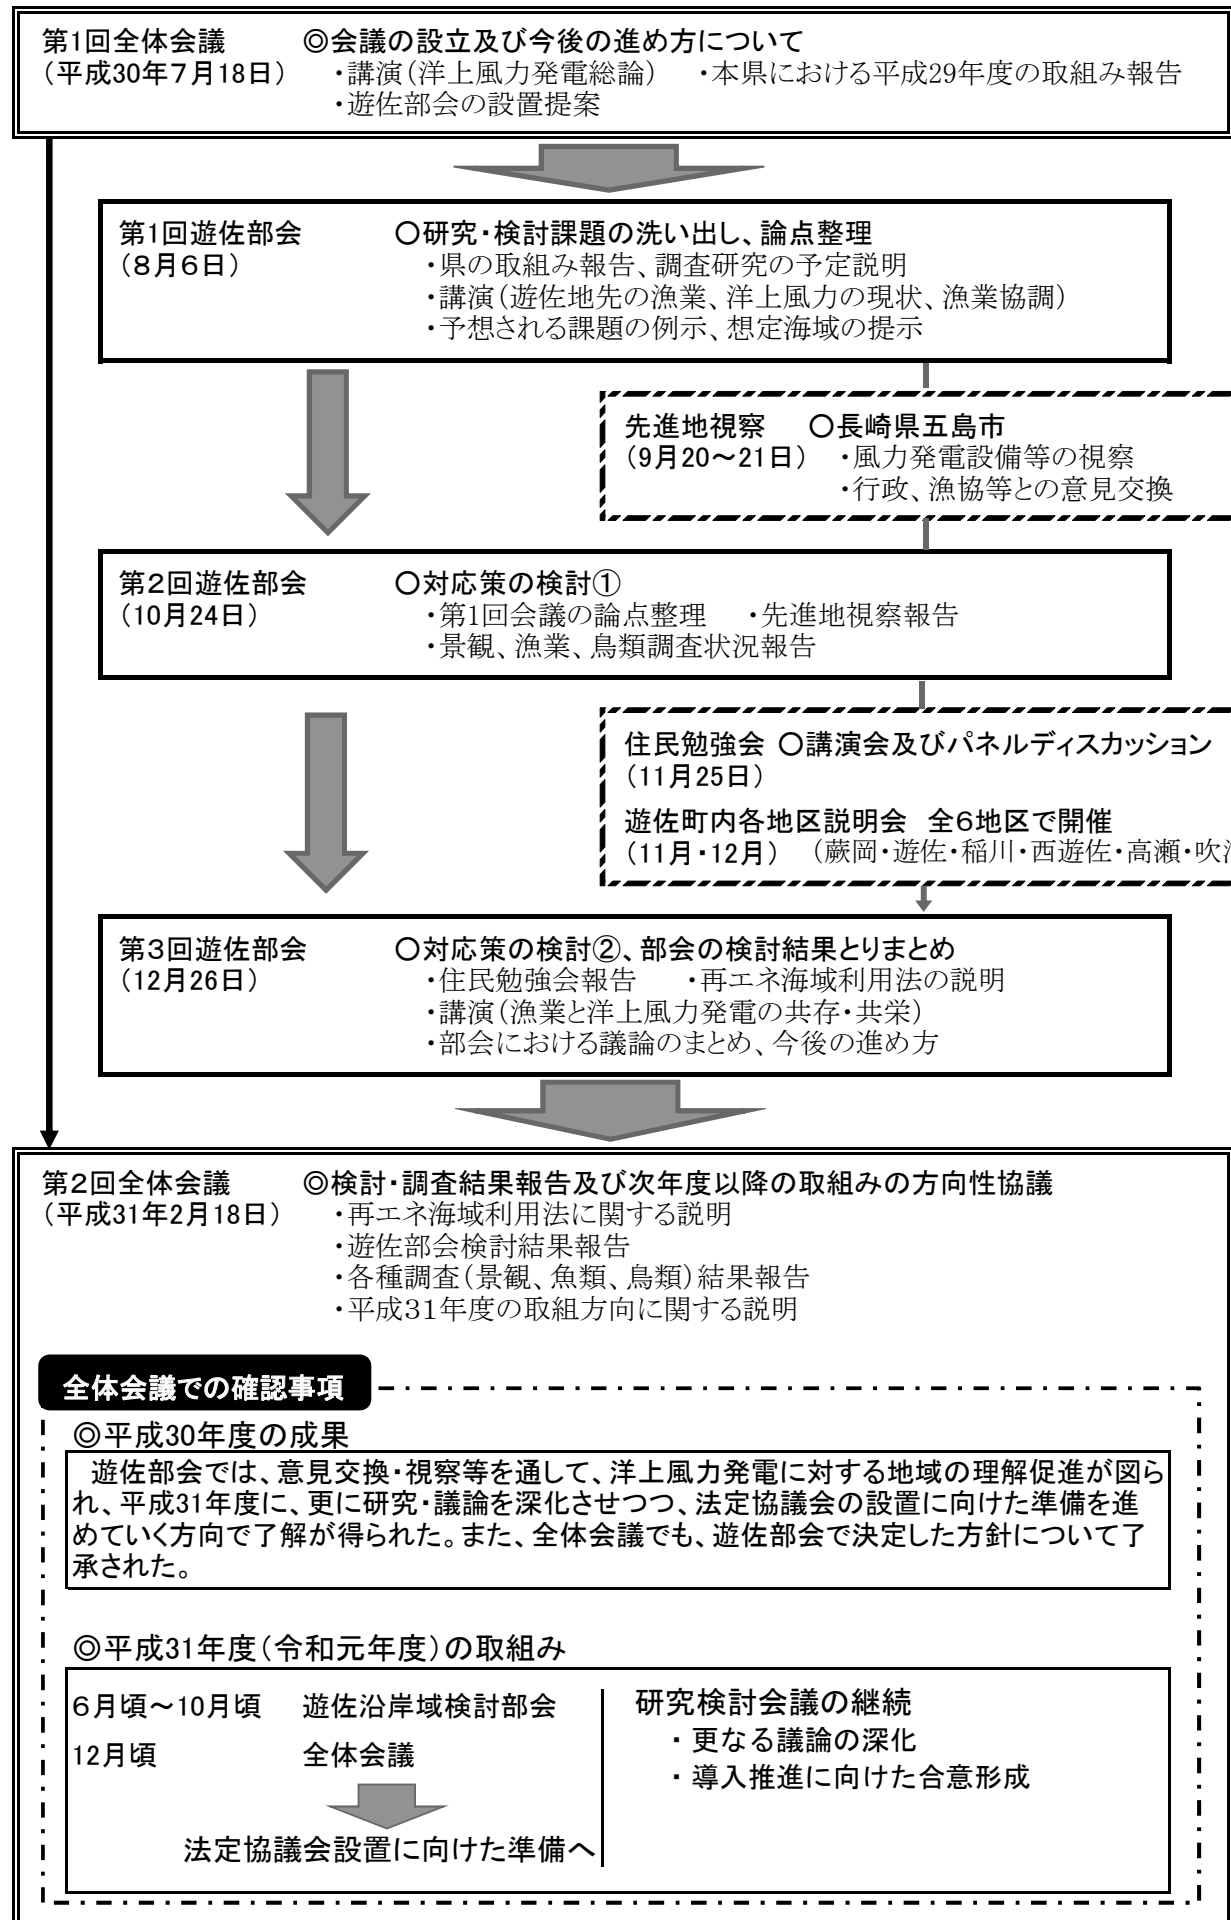 第1回全体会議 ◎会議の設立及び今後の進め方について
(平成30年7月18日) ・講演(洋上風力発電総論) ・本県における平成29年度の取組み報告
・遊佐部会の設置提案
第1回遊佐部会 ○研究・検討課題の洗い出し、論点整理
(8月6日) ・県の取組み報告、調査研究の予定説明
・講演(遊佐地先の漁業、洋上風力の現状、漁業協調)
・予想される課題の例示、想定海域の提示
先進地視察 ○長崎県五島市
(9月20~21日) ・風力発電設備等の視察
・行政、漁協等との意見交換
第2回遊佐部会 ○対応策の検討①
(10月24日) ・第1回会議の論点整理 ・先進地視察報告
・景観、漁業、鳥類調査状況報告
住民勉強会 ○講演会及びパネルディスカッション
(11月25日)
遊佐町内各地区説明会 全6地区で開催
(11月・12月) (蕨岡・遊佐・稲川・西遊佐・高瀬・吹
第3回遊佐部会 ○対応策の検討②、部会の検討結果とりまとめ
(12月26日) ・住民勉強会報告 ・再エネ海域利用法の説明
・講演(漁業と洋上風力発電の共存・共栄)
・部会における議論のまとめ、今後の進め方
第2回全体会議 ◎検討・調査結果報告及び次年度以降の取組みの方向性協議
(平成31年2月18日) ・再エネ海域利用法に関する説明
・遊佐部会検討結果報告
・各種調査(景観、魚類、鳥類)結果報告
・平成31年度の取組方向に関する説明
全体会議での確認事項
◎平成30年度の成果
遊佐部会では、意見交換・視察等を通して、洋上風力発電に対する地域の理解促進が図ら
れ、平成31年度に、更に研究・議論を深化させつつ、法定協議会の設置に向けた準備を進
めていく方向で了解が得られた。また、全体会議でも、遊佐部会で決定した方針について了
承された。
◎平成31年度(令和元年度)の取組み
6月頃~10月頃 遊佐沿岸域検討部会
12月頃 全体会議
法定協議会設置に向けた準備へ
研究検討会議の継続
・更なる議論の深化
・導入推進に向けた合意形成